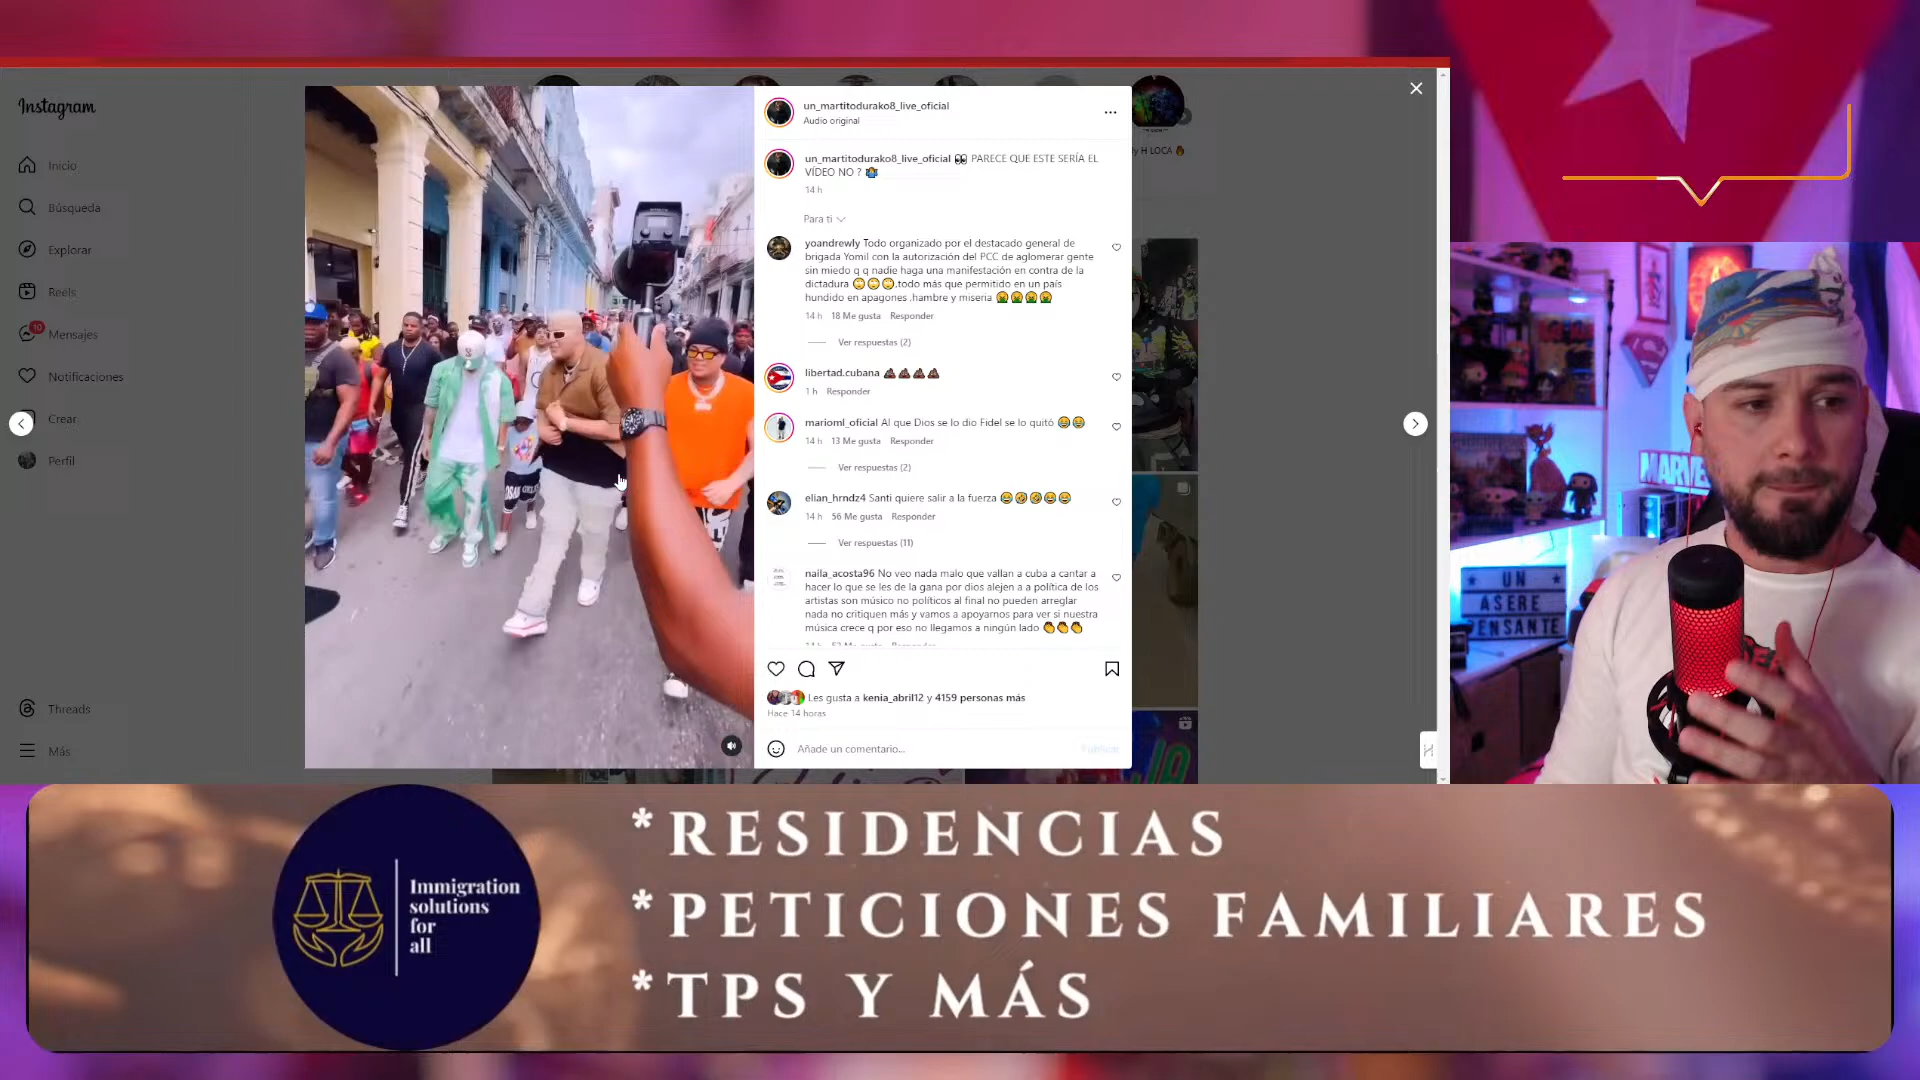 Instagram
Inicio
Búsqueda
Explorar
Reels
10
Mensajes
Notificaciones
Crear
Perfil
Threads
Más
un_martitodurako8_live_oficial
Audio original
un_martitodurako8_live_oficial 👀 PARECE QUE ESTE SERÍA EL
VÍDEO NO ? 🤷
14 h
Para ti
yoandrewly Todo organizado por el destacado general de
brigada Yomil con la autorización del PCC de aglomerar gente
sin miedo q q nadie haga una manifestación en contra de la
dictadura 🙄🙄🙄,todo más que permitido en un país
hundido en apagones ,hambre y miseria 🤮🤮🤮🤮
14 h 18 Me gusta Responder
Ver respuestas (2)
libertad.cubana 💩💩💩💩
1 h Responder
marioml_oficial Al que Dios se lo dio Fidel se lo quitó 😂😂
14 h 13 Me gusta Responder
Ver respuestas (2)
elian_hrndz4 Santi quiere salir a la fuerza 😂🤣🤣😂😂
14 h 56 Me gusta Responder
Ver respuestas (11)
naila_acosta96 No veo nada malo que vallan a cuba a cantar a
hacer lo que se les de la gana por dios alejen a a política de los
artistas son músico no políticos al final no pueden arreglar
nada no critiquen más y vamos a apoyarnos para ver si nuestra
música crece q por eso no llegamos a ningún lado 👏👏👏
Les gusta a kenia_abril12 y 4159 personas más
Hace 14 horas
Añade un comentario...
Publicar
ly H LOCA 🔥
MARVEL
UN
ASERE
PENSANTE
Immigration
solutions
for
all
*RESIDENCIAS
*PETICIONES FAMILIARES
*TPS Y MÁS